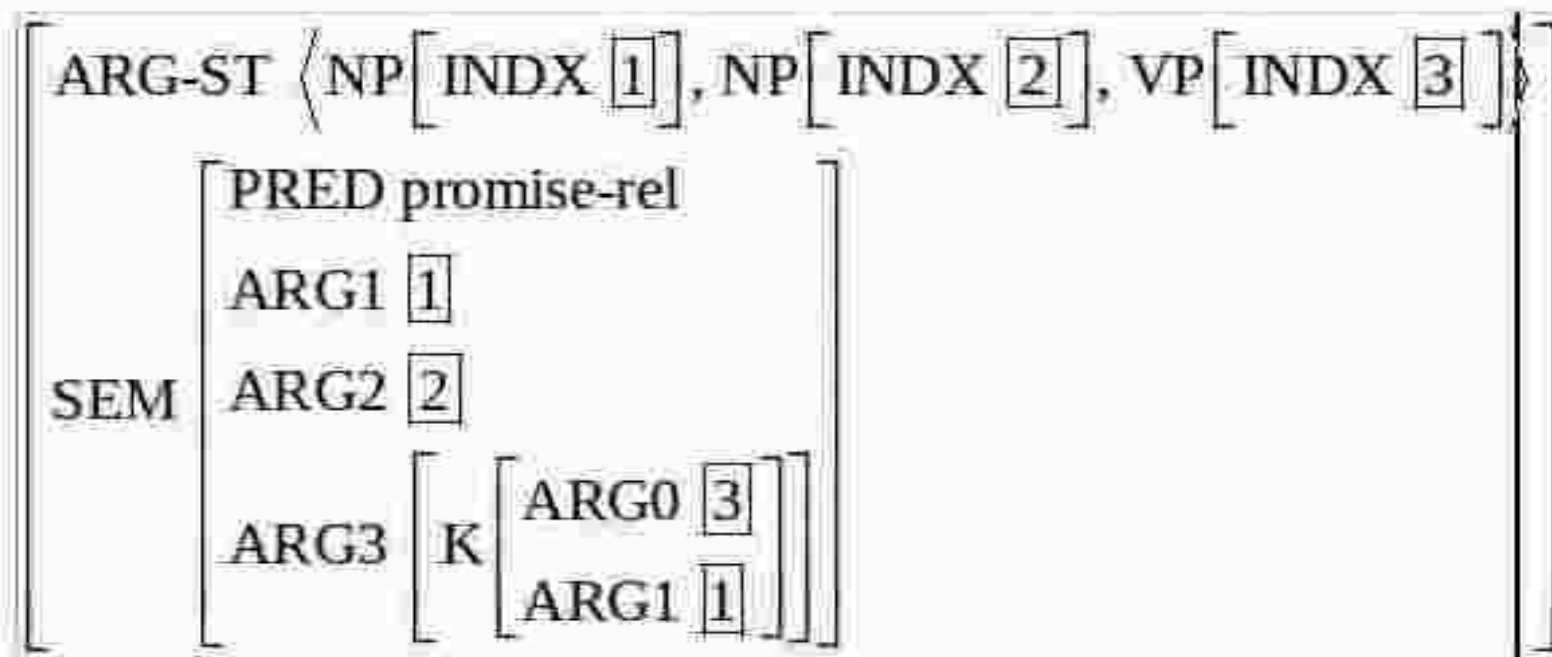 ARG-ST ⟨NP[INDX 1], NP[INDX 2], VP[INDX 3]⟩
PRED promise-rel
ARG1 1
SEM ARG2 2
ARG3 K ARG0 3
ARG1 1